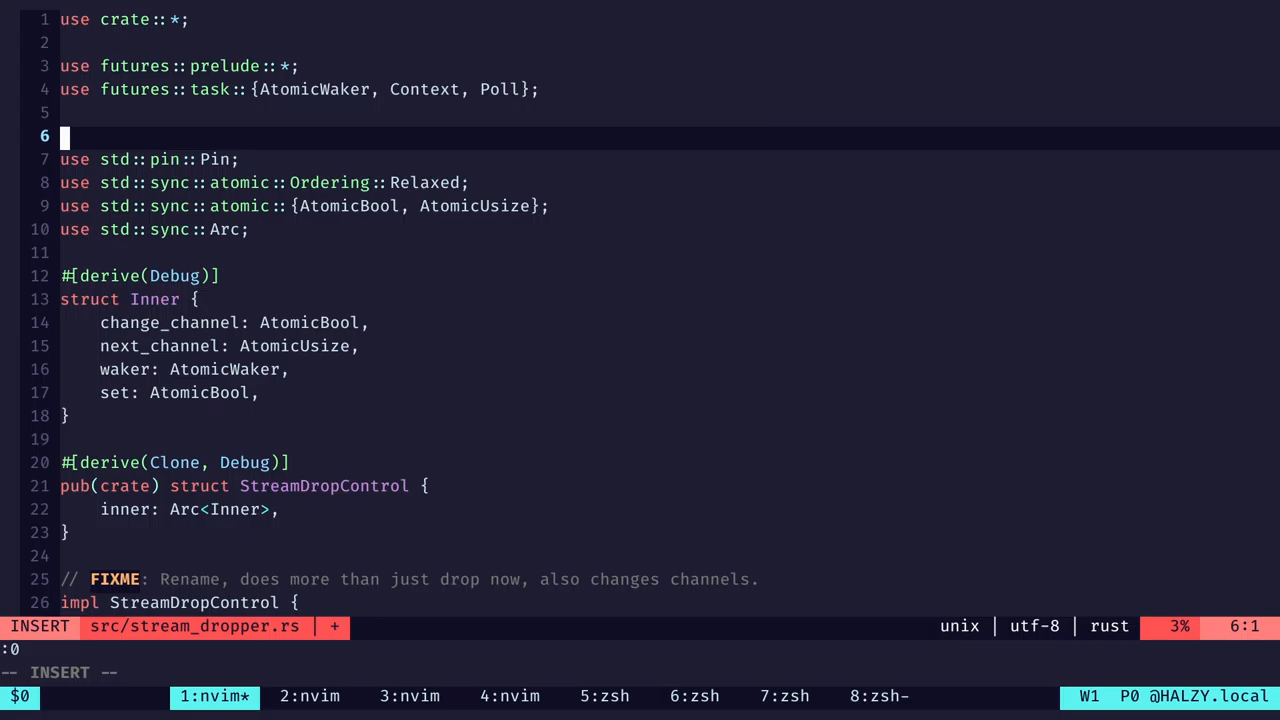 1 use crate::*;
2
3 use futures::prelude::*;
4 use futures::task::{AtomicWaker, Context, Poll};
5
6
7 use std::pin::Pin;
8 use std::sync::atomic::Ordering::Relaxed;
9 use std::sync::atomic::{AtomicBool, AtomicUsize};
10 use std::sync::Arc;
11
12 #[derive(Debug)]
13 struct Inner {
14     change_channel: AtomicBool,
15     next_channel: AtomicUsize,
16     waker: AtomicWaker,
17     set: AtomicBool,
18 }
19
20 #[derive(Clone, Debug)]
21 pub(crate) struct StreamDropControl {
22     inner: Arc<Inner>,
23 }
24
25 // FIXME: Rename, does more than just drop now, also changes channels.
26 impl StreamDropControl {
INSERT src/stream_dropper.rs | + unix | utf-8 | rust 3% 6:1
:0
-- INSERT --
$0 1:nvim* 2:nvim 3:nvim 4:nvim 5:zsh 6:zsh 7:zsh 8:zsh- W1 P0 @HALZY.local